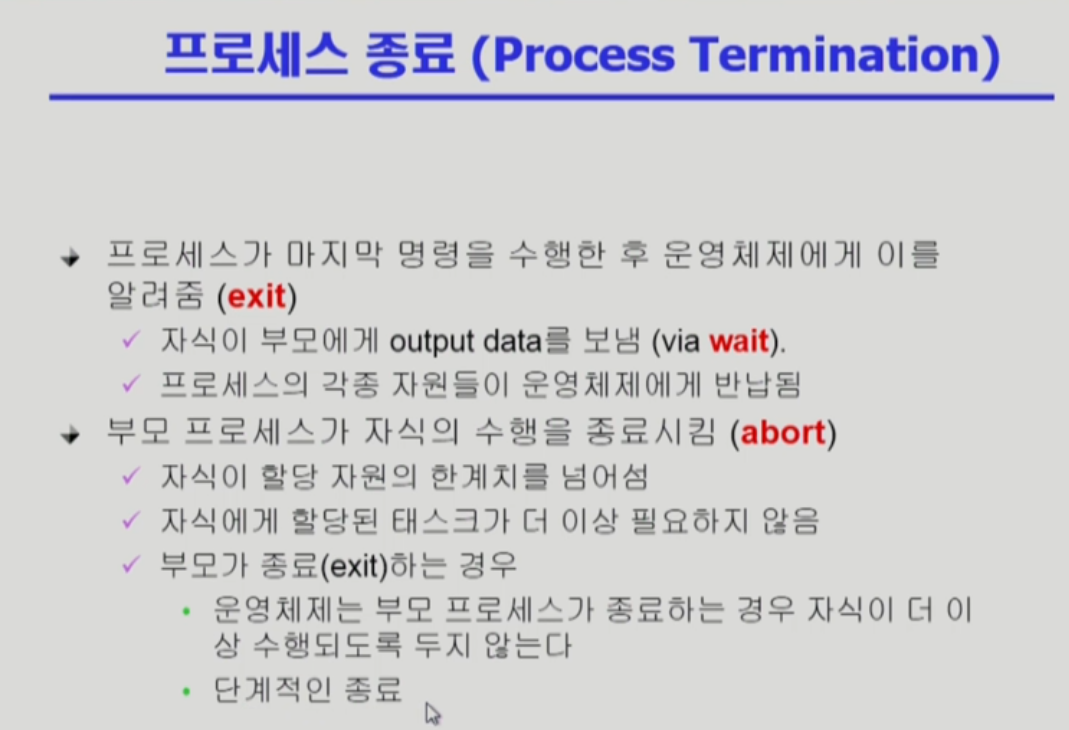 프로세스 종료 (Process Termination)
프로세스가 마지막 명령을 수행한 후 운영체제에게 이를
알려줌 (exit)
자식이 부모에게 output data를 보냄 (via wait).
프로세스의 각종 자원들이 운영체제에게 반납됨
부모 프로세스가 자식의 수행을 종료시킴 (abort)
자식이 할당 자원의 한계치를 넘어섬
자식에게 할당된 태스크가 더 이상 필요하지 않음
부모가 종료(exit)하는 경우
운영체제는 부모 프로세스가 종료하는 경우 자식이 더 이
상 수행되도록 두지 않는다
단계적인 종료